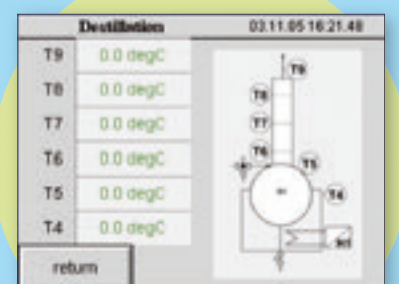 Destillation 03.11.05 16:21:48
T9 0.0 degC
T8 0.0 degC
T7 0.0 degC
T6 0.0 degC
T5 0.0 degC
T4 0.0 degC
return
T9
T8
T7
T6
T5
T4